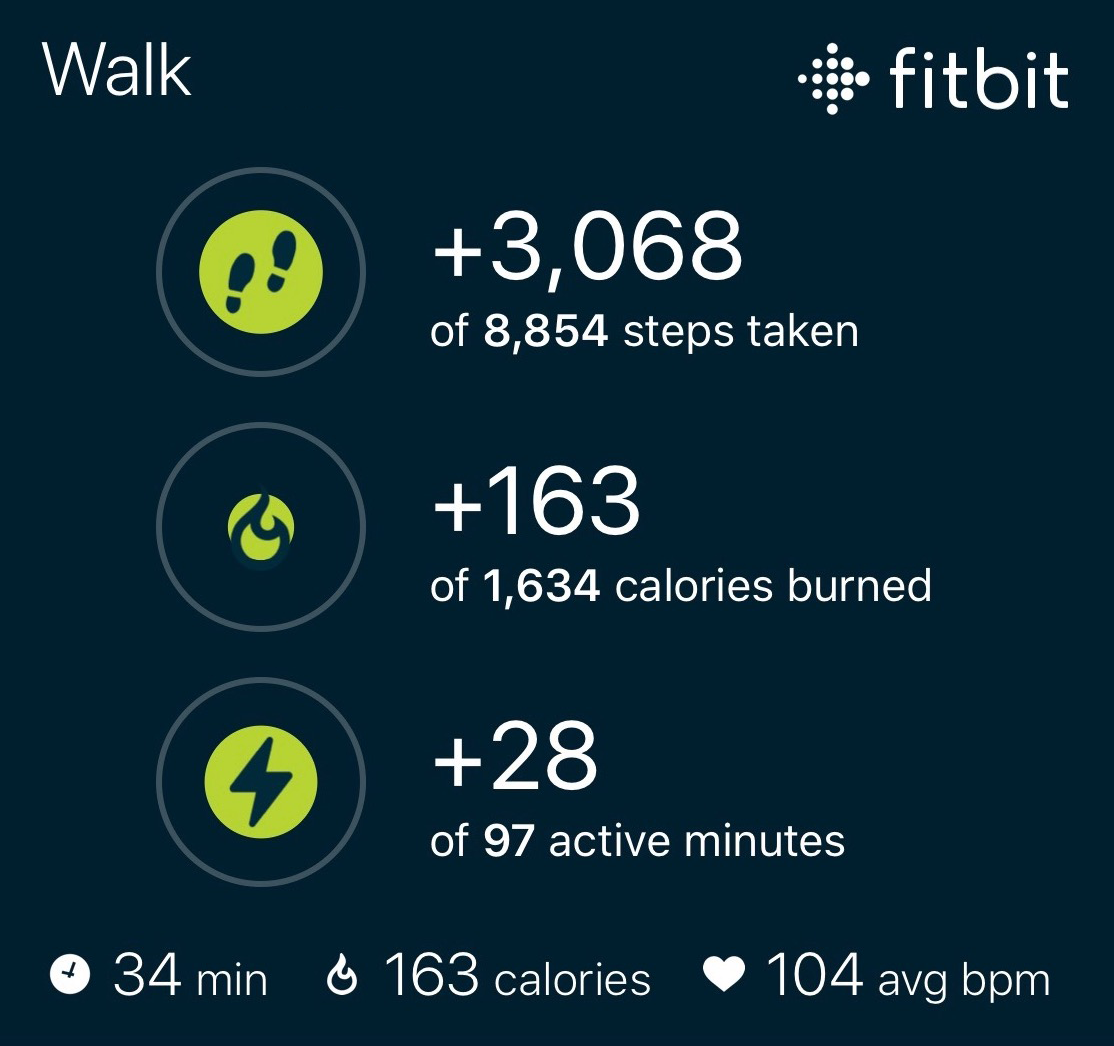 Walk
fitbit
+3,068
of 8,854 steps taken
+163
of 1,634 calories burned
+28
of 97 active minutes
34 min 163 calories 104 avg bpm